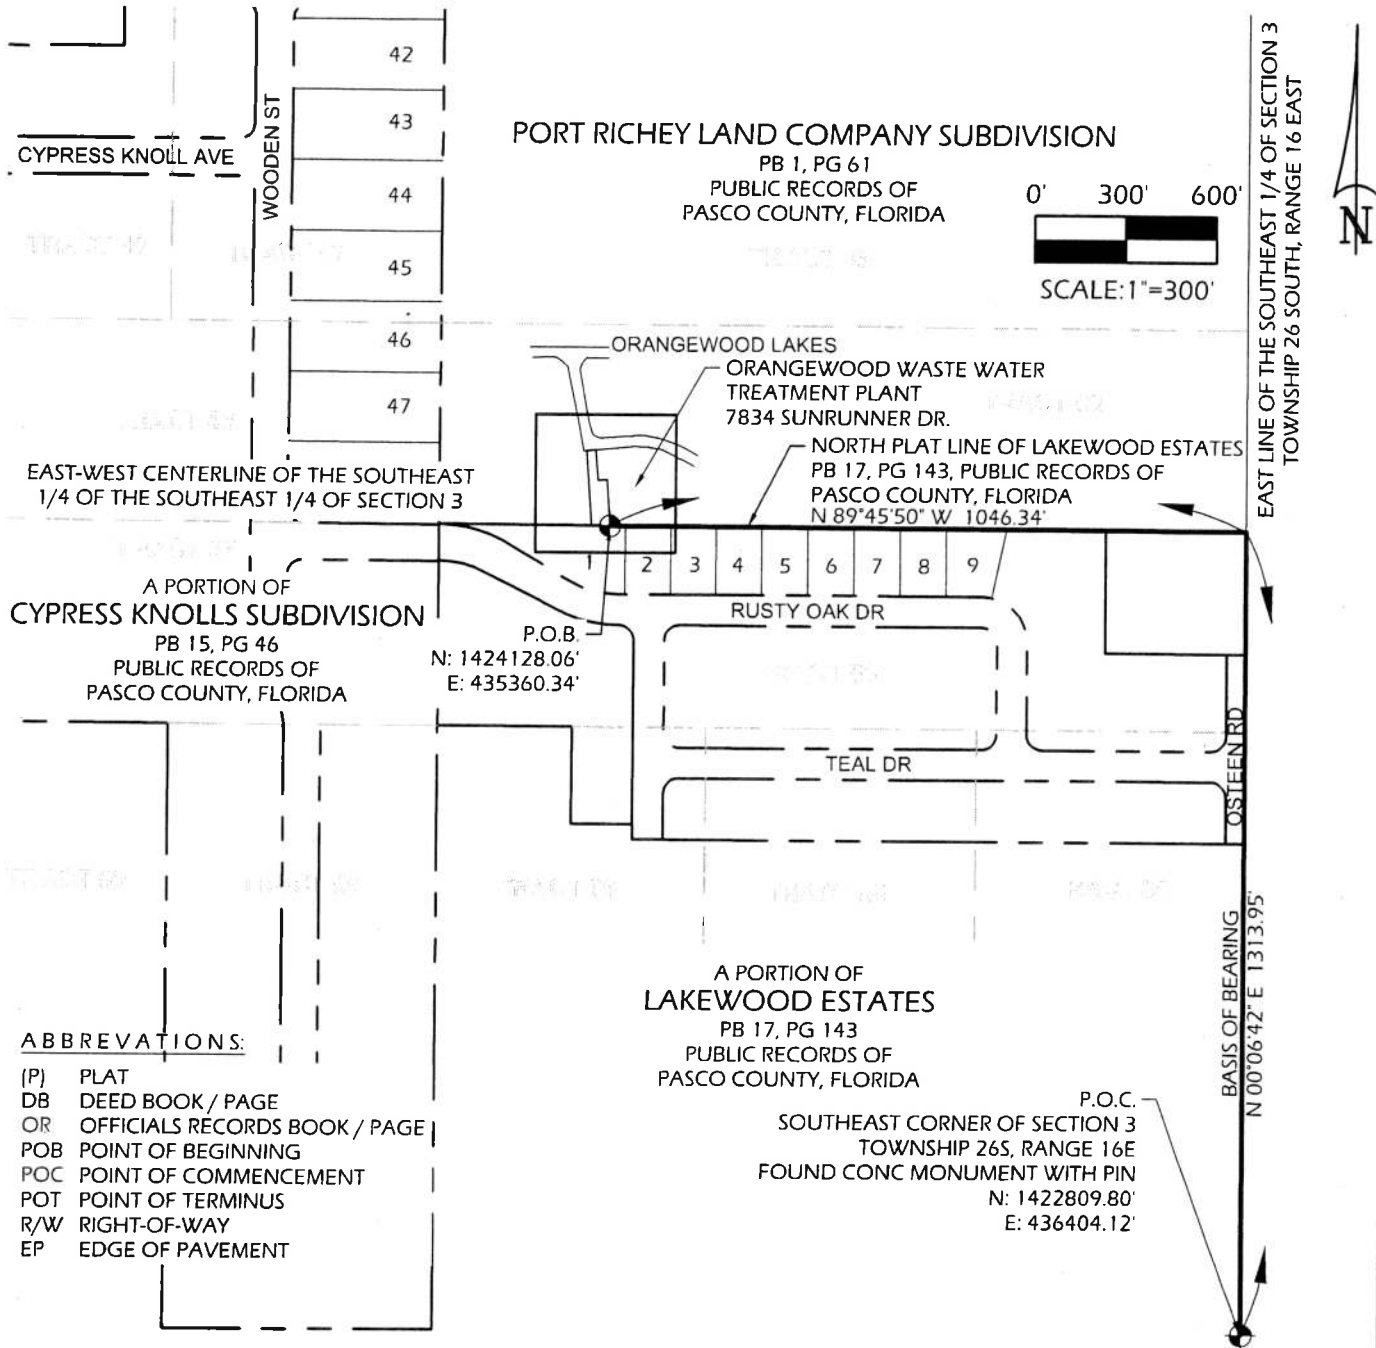 42
43
44
45
46
47
WOODEN ST
CYPRESS KNOLL AVE
PORT RICHEY LAND COMPANY SUBDIVISION
PB 1, PG 61
PUBLIC RECORDS OF
PASCO COUNTY, FLORIDA
0' 300' 600'
SCALE:1"=300'
EAST LINE OF THE SOUTHEAST 1/4 OF SECTION 3
TOWNSHIP 26 SOUTH, RANGE 16 EAST
N
ORANGEWOOD LAKES
ORANGEWOOD WASTE WATER
TREATMENT PLANT
7834 SUNRUNNER DR.
NORTH PLAT LINE OF LAKEWOOD ESTATES
PB 17, PG 143, PUBLIC RECORDS OF
PASCO COUNTY, FLORIDA
N 89°45'50" W 1046.34'
EAST-WEST CENTERLINE OF THE SOUTHEAST
1/4 OF THE SOUTHEAST 1/4 OF SECTION 3
1 2 3 4 5 6 7 8 9
RUSTY OAK DR
A PORTION OF
CYPRESS KNOLLS SUBDIVISION
PB 15, PG 46
PUBLIC RECORDS OF
PASCO COUNTY, FLORIDA
P.O.B.
N: 1424128.06'
E: 435360.34'
TEAL DR
OSTEEN RD
BASIS OF BEARING
N 00°06'42" E 1313.95'
A PORTION OF
LAKEWOOD ESTATES
PB 17, PG 143
PUBLIC RECORDS OF
PASCO COUNTY, FLORIDA
P.O.C.
SOUTHEAST CORNER OF SECTION 3
TOWNSHIP 26S, RANGE 16E
FOUND CONC MONUMENT WITH PIN
N: 1422809.80'
E: 436404.12'
ABBREVATIONS:
(P) PLAT
DB DEED BOOK / PAGE
OR OFFICIALS RECORDS BOOK / PAGE
POB POINT OF BEGINNING
POC POINT OF COMMENCEMENT
POT POINT OF TERMINUS
R/W RIGHT-OF-WAY
EP EDGE OF PAVEMENT